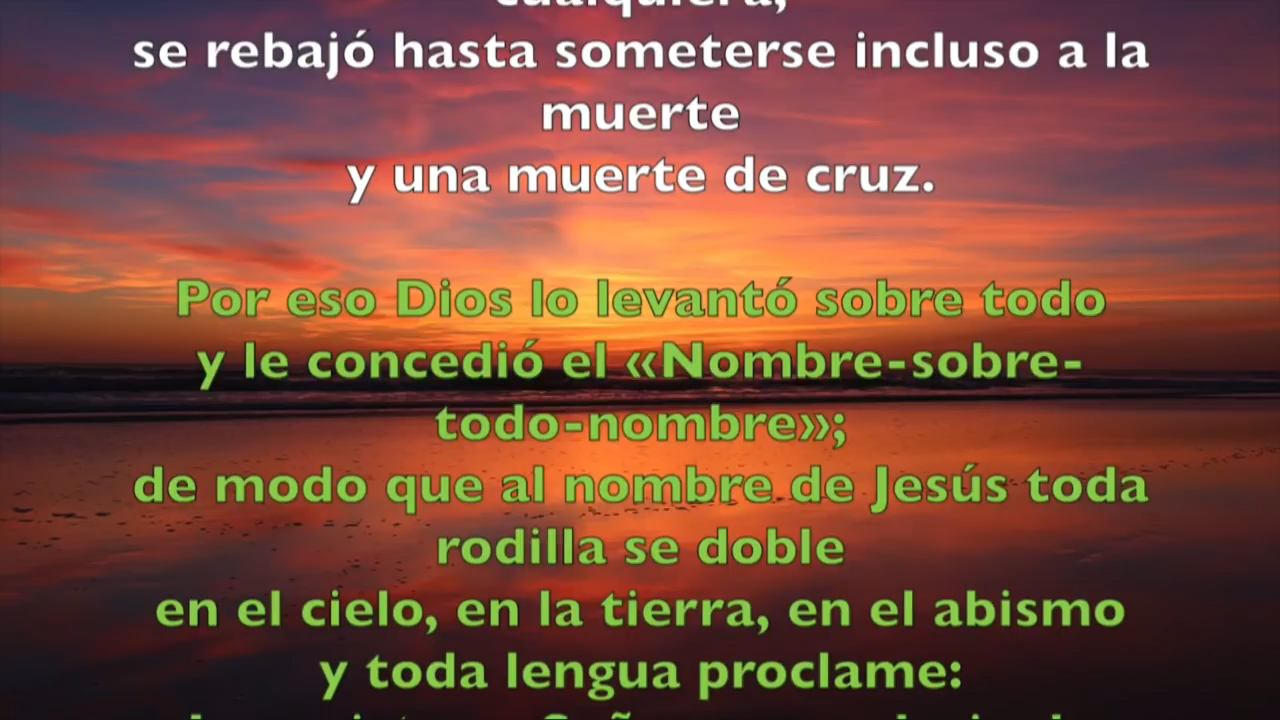 cualquiera,
se rebajó hasta someterse incluso a la
muerte
y una muerte de cruz.
Por eso Dios lo levantó sobre todo
y le concedió el «Nombre-sobre-
todo-nombre»;
de modo que al nombre de Jesús toda
rodilla se doble
en el cielo, en la tierra, en el abismo
y toda lengua proclame: